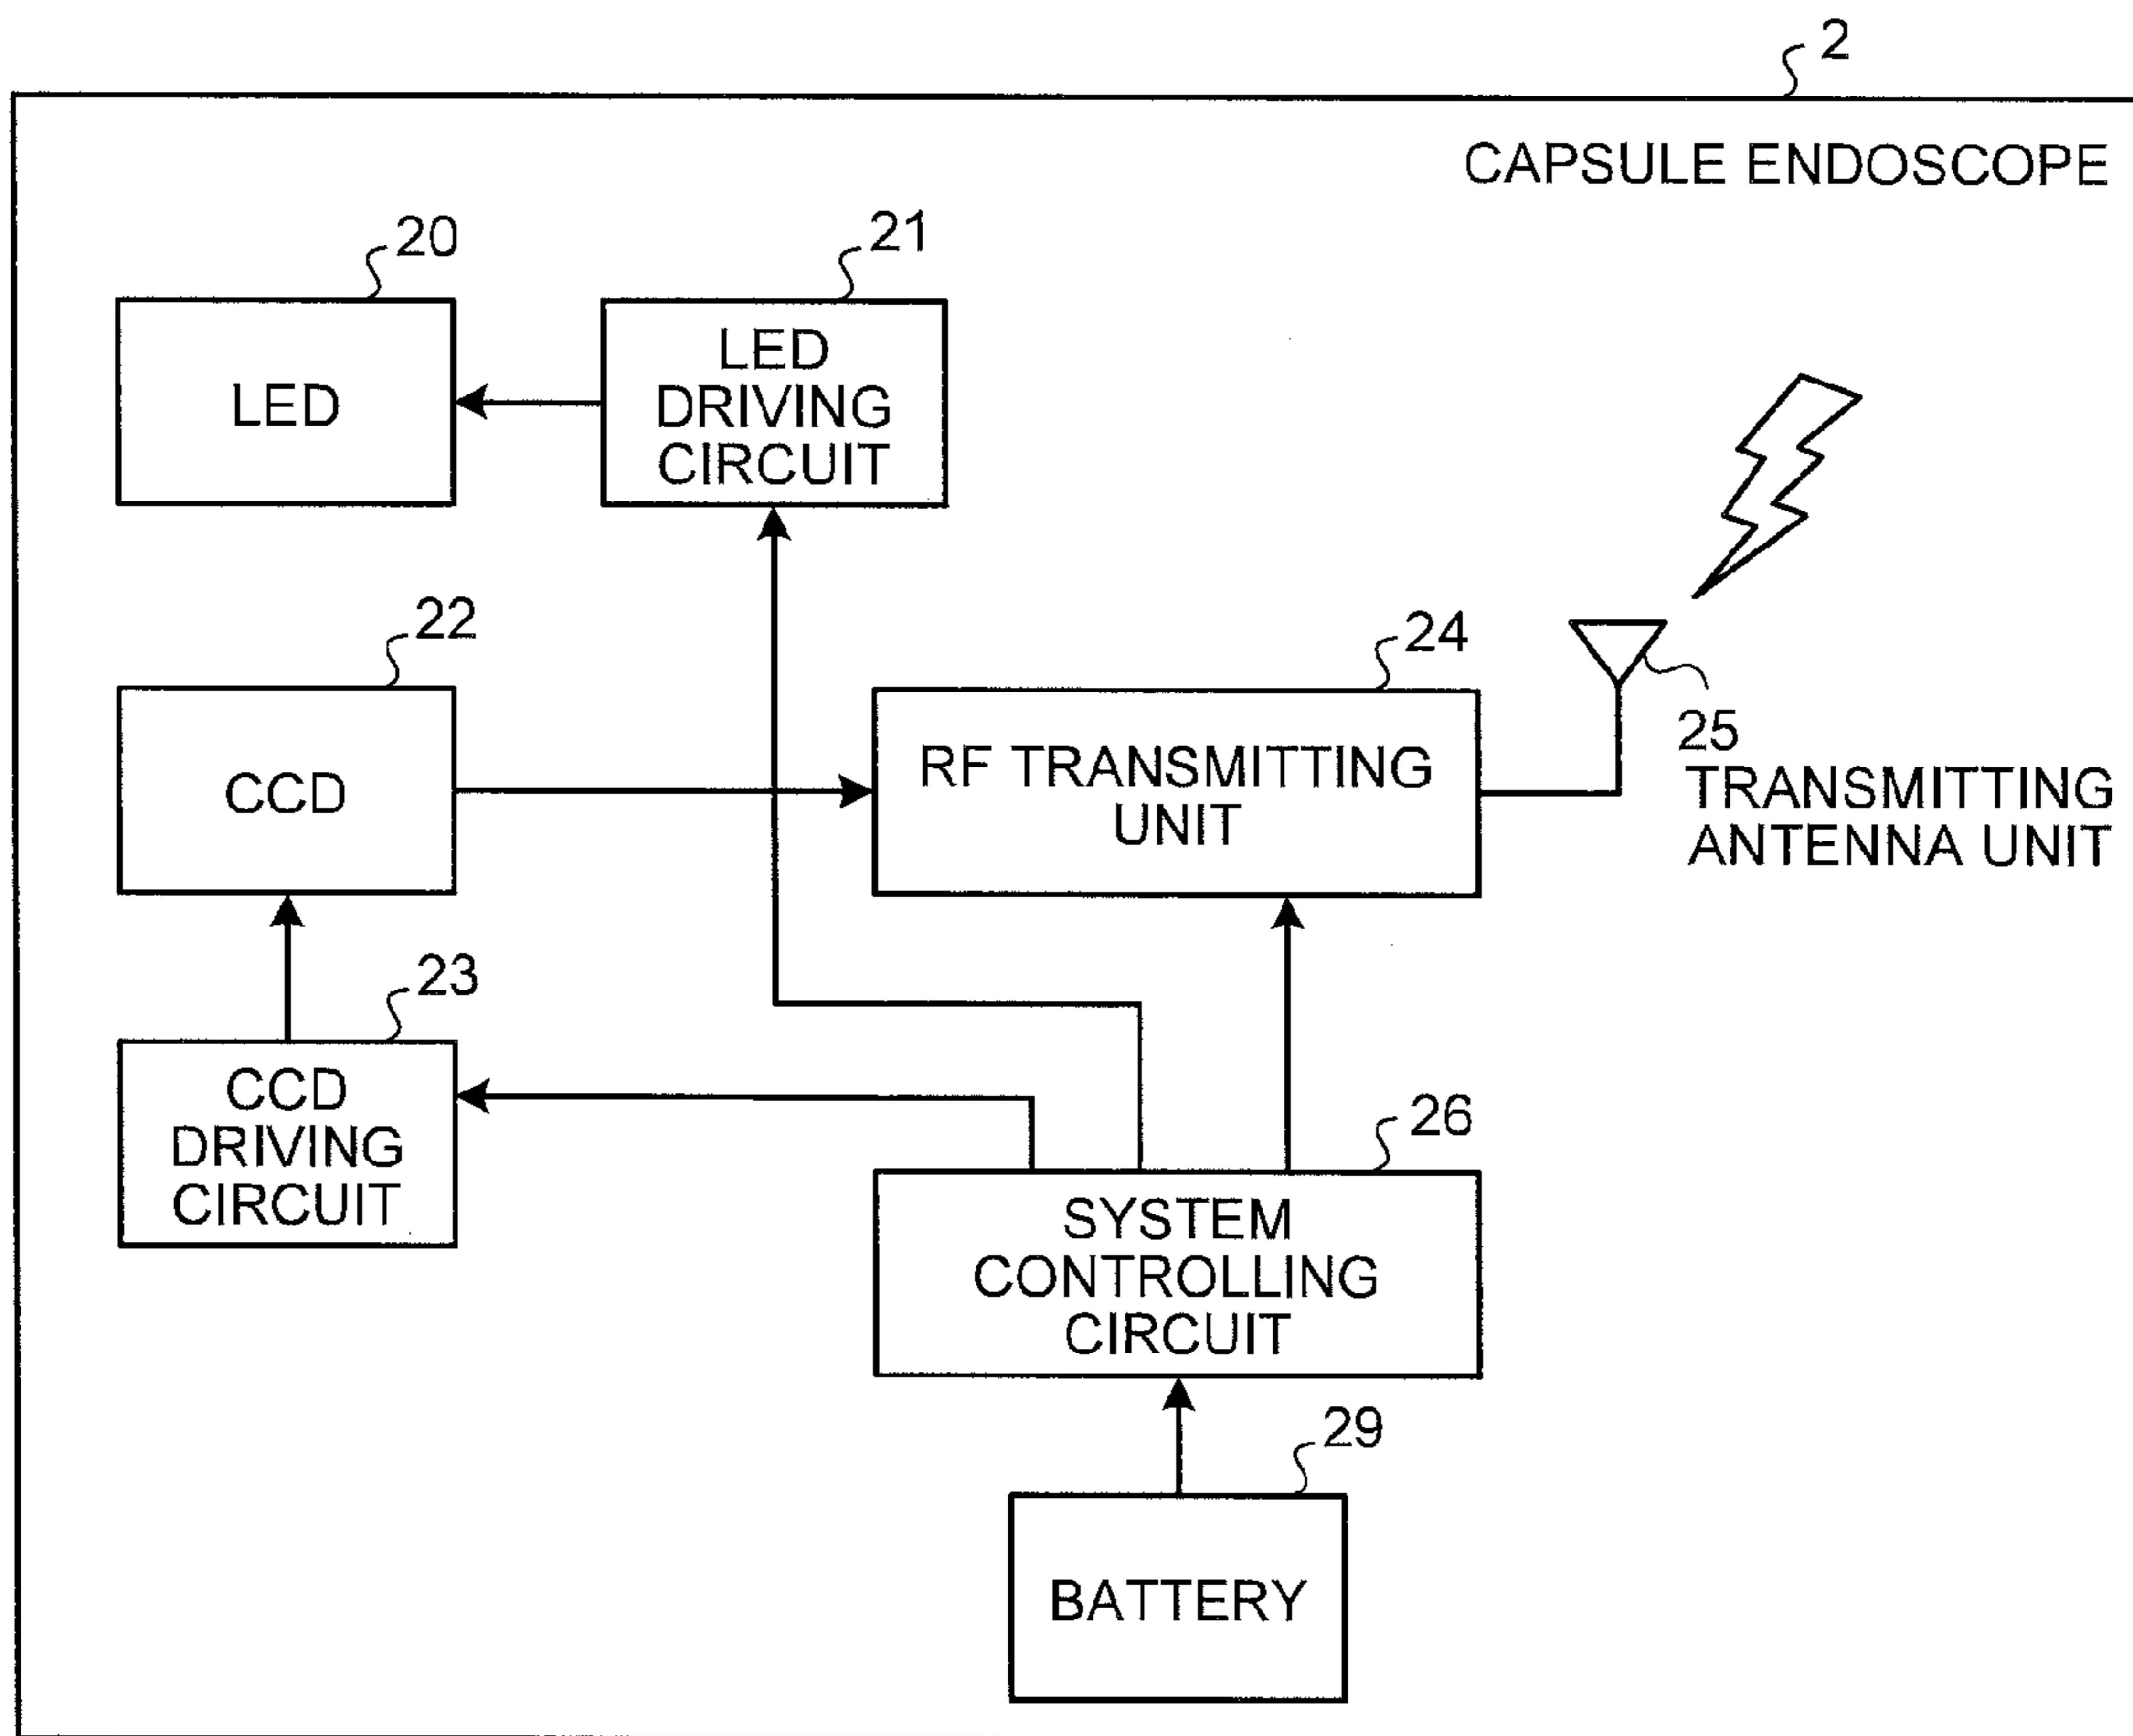 2
CAPSULE ENDOSCOPE
20
21
LED
LED
DRIVING
CIRCUIT
22
24
CCD
RF TRANSMITTING
UNIT
25
TRANSMITTING
ANTENNA UNIT
23
CCD
DRIVING
CIRCUIT
26
SYSTEM
CONTROLLING
CIRCUIT
29
BATTERY